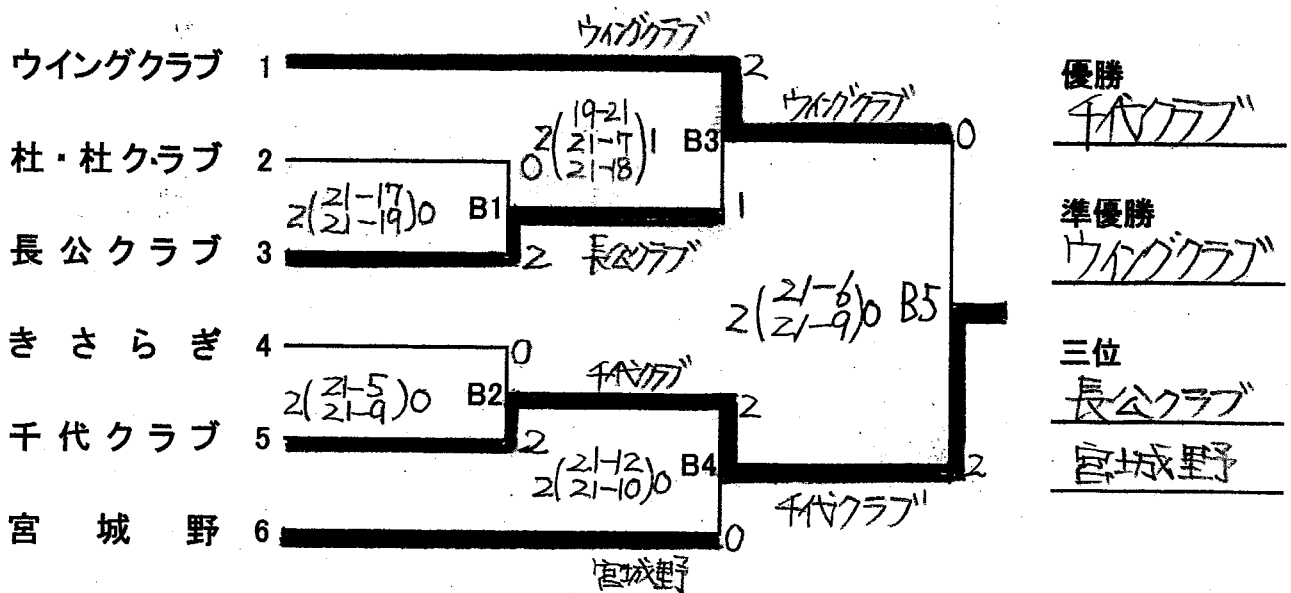 ウイングクラブ
ウイングクラブ 1
2
ウイングクラブ
0
杜・杜クラブ 2
0
2(19-21 21-7 21-18)1
B3
2(21-17 21-19)0
B1
1
長公クラブ 3
2
長公クラブ
2(21-6 21-9)0
B5
きさらぎ 4
0
千代クラブ
2
2(21-5 21-9)0
B2
千代クラブ 5
2
2(21-12 21-10)0
B4
2
千代クラブ
宮城野 6
0
宮城野
優勝
千代クラブ
準優勝
ウイングクラブ
三位
長公クラブ
宮城野